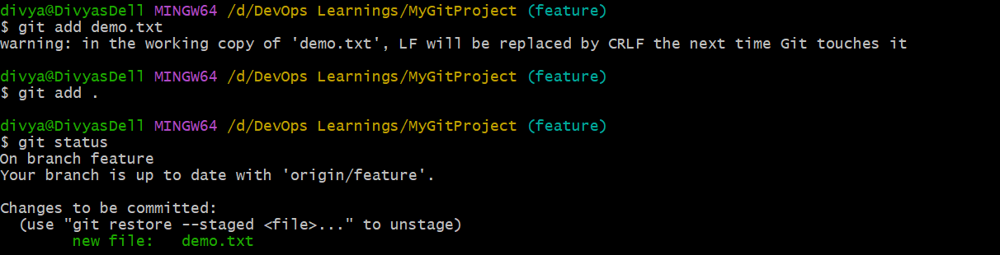 divya@DivyasDell MINGW64 /d/DevOps Learnings/MyGitProject (feature)
$ git add demo.txt
warning: in the working copy of 'demo.txt', LF will be replaced by CRLF the next time Git touches it

divya@DivyasDell MINGW64 /d/DevOps Learnings/MyGitProject (feature)
$ git add .

divya@DivyasDell MINGW64 /d/DevOps Learnings/MyGitProject (feature)
$ git status
On branch feature
Your branch is up to date with 'origin/feature'.

Changes to be committed:
  (use "git restore --staged <file>..." to unstage)
        new file:   demo.txt